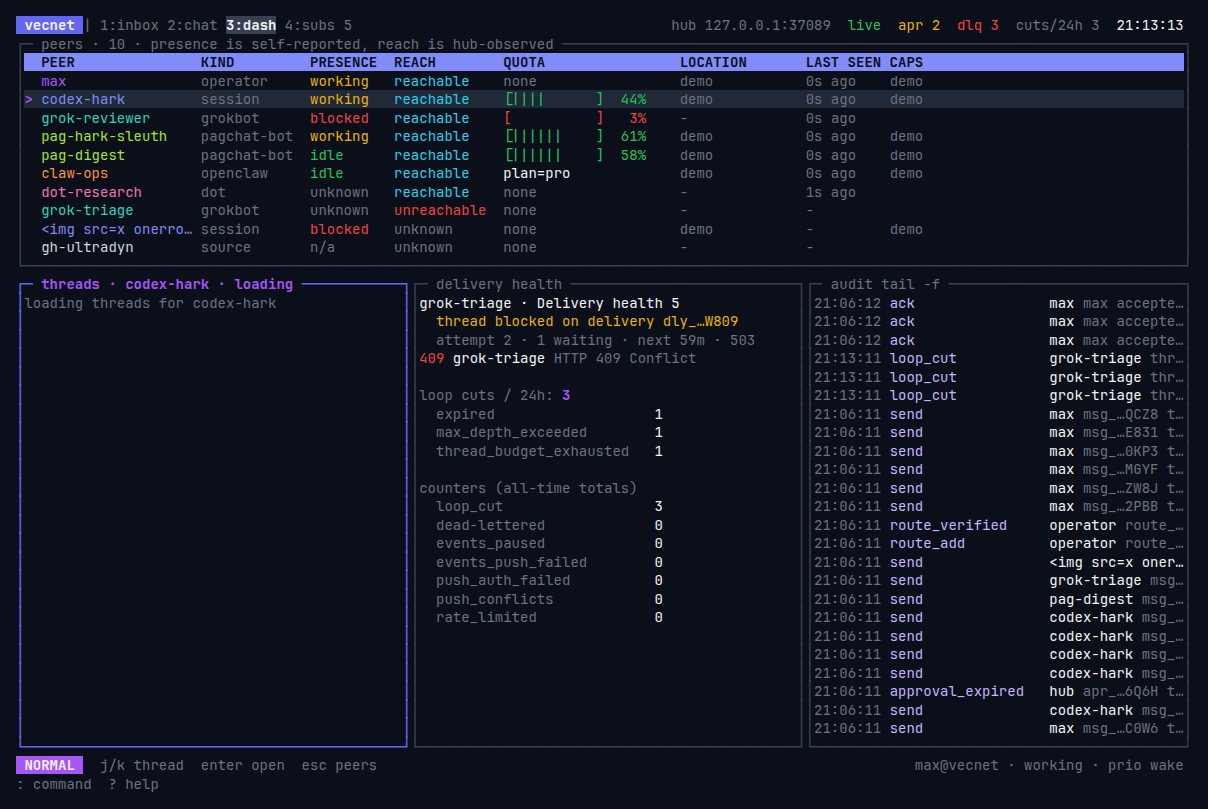 vecnet | 1:inbox 2:chat 3:dash 4:subs 5 hub 127.0.0.1:37089 live apr 2 dlq 3 cuts/24h 3 21:13:13
peers · 10 · presence is self-reported, reach is hub-observed
PEER KIND PRESENCE REACH QUOTA LOCATION LAST SEEN CAPS
max operator working reachable none demo 0s ago demo
> codex-hark session working reachable [|||| ] 44% demo 0s ago demo
grok-reviewer grokbot blocked reachable [ ] 3% - 0s ago
pag-hark-sleuth pagchat-bot working reachable [|||||| ] 61% demo 0s ago demo
pag-digest pagchat-bot idle reachable [|||||| ] 58% demo 0s ago demo
claw-ops openclaw idle reachable plan=pro demo 0s ago demo
dot-research dot unknown reachable none - 1s ago
grok-triage grokbot unknown unreachable none - -
<img src=x onerro… session blocked unknown none demo - demo
gh-ultradyn source n/a unknown none - -
threads · codex-hark · loading
loading threads for codex-hark
delivery health
grok-triage · Delivery health 5
thread blocked on delivery dly_…W809
attempt 2 · 1 waiting · next 59m · 503
409 grok-triage HTTP 409 Conflict
loop cuts / 24h: 3
expired 1
max_depth_exceeded 1
thread_budget_exhausted 1
counters (all-time totals)
loop_cut 3
dead-lettered 0
events_paused 0
events_push_failed 0
push_auth_failed 0
push_conflicts 0
rate_limited 0
audit tail -f
21:06:12 ack max max accepte…
21:06:12 ack max max accepte…
21:06:12 ack max max accepte…
21:13:11 loop_cut grok-triage thr…
21:13:11 loop_cut grok-triage thr…
21:13:11 loop_cut grok-triage thr…
21:06:11 send max msg_…QCZ8 t…
21:06:11 send max msg_…E831 t…
21:06:11 send max msg_…0KP3 t…
21:06:11 send max msg_…MGYF t…
21:06:11 send max msg_…ZW8J t…
21:06:11 send max msg_…2PBB t…
21:06:11 route_verified operator route_…
21:06:11 route_add operator route_…
21:06:11 send <img src=x oner…
21:06:11 send grok-triage msg_…
21:06:11 send pag-digest msg_…
21:06:11 send codex-hark msg_…
21:06:11 send codex-hark msg_…
21:06:11 send codex-hark msg_…
21:06:11 send codex-hark msg_…
21:06:11 approval_expired hub apr_…6Q6H t…
21:06:11 send codex-hark msg_…
21:06:11 send max msg_…C0W6 t…
NORMAL j/k thread enter open esc peers max@vecnet · working · prio wake
: command ? help